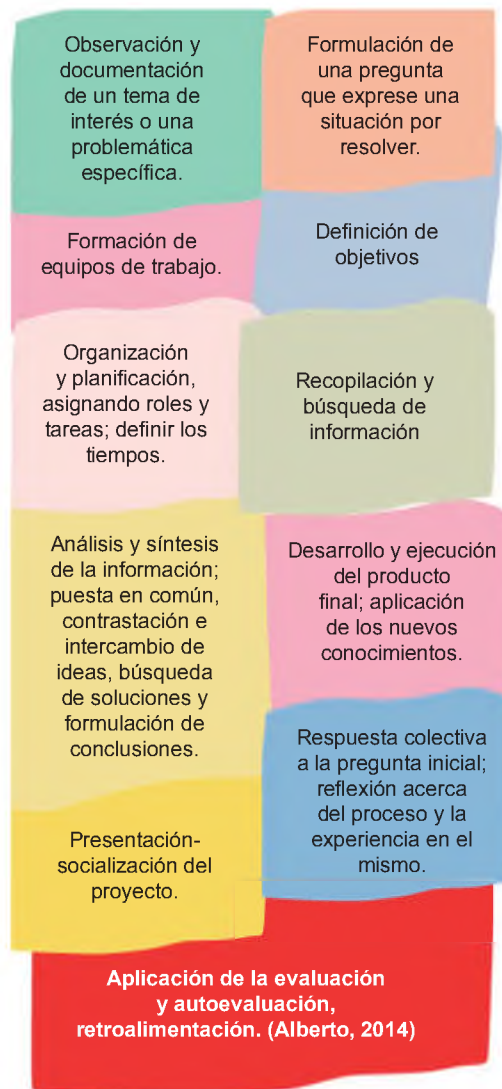 Observación y
documentación
de un tema de
interés o una
problemática
específica.
Formulación de
una pregunta
que exprese una
situación por
resolver.
Formación de
equipos de trabajo.
Definición de
objetivos
Organización
y planificación,
asignando roles y
tareas; definir los
tiempos.
Recopilación y
búsqueda de
información
Análisis y síntesis
de la información;
puesta en común,
contrastación e
intercambio de
ideas, búsqueda
de soluciones y
formulación de
conclusiones.
Desarrollo y ejecución
del producto
final; aplicación
de los nuevos
conocimientos.
Presentación-
socialización del
proyecto.
Respuesta colectiva
a la pregunta inicial;
reflexión acerca
del proceso y la
experiencia en el
mismo.
Aplicación de la evaluación
y autoevaluación,
retroalimentación. (Alberto, 2014)